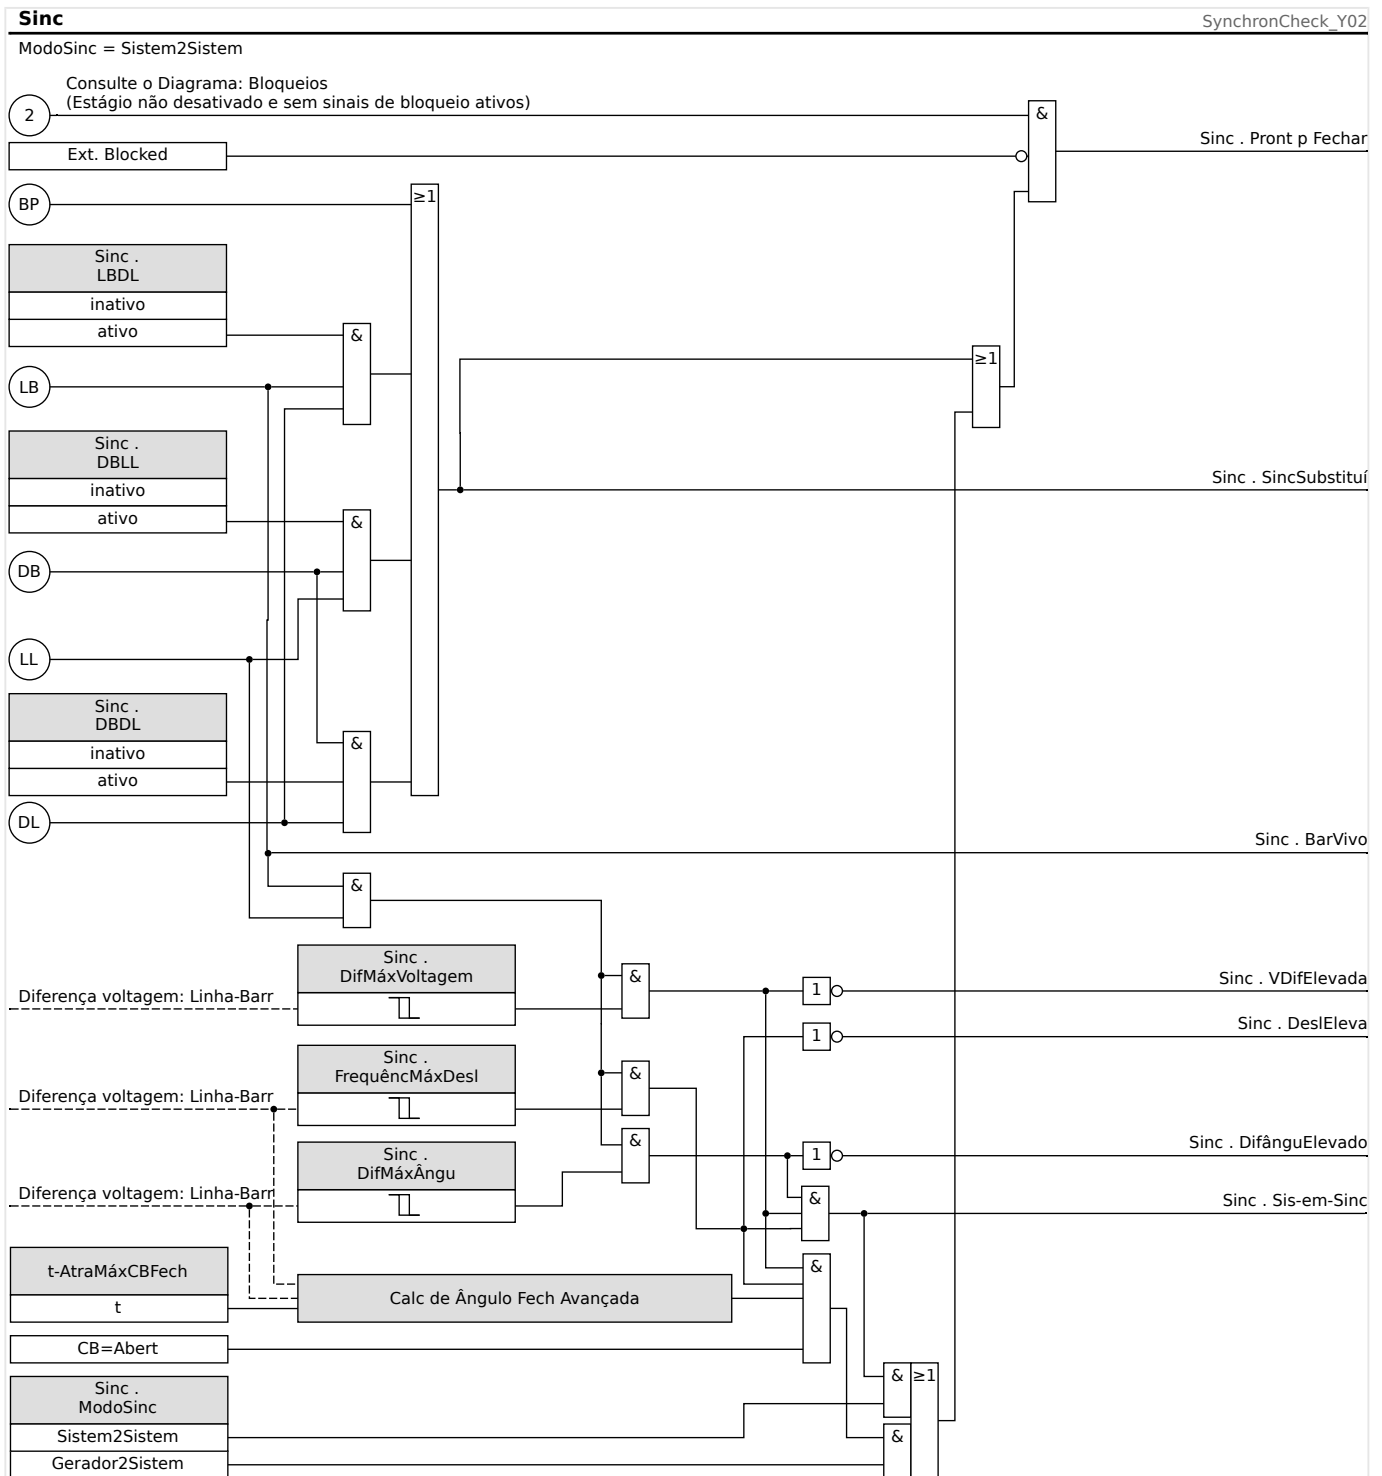 Sinc
SynchronCheck_Y02
ModoSinc = Sistem2Sistem
Consulte o Diagrama: Bloqueios
(Estágio não desativado e sem sinais de bloqueio ativos)
2
&
Sinc . Pront p Fechar
Ext. Blocked
BP
≥1
Sinc .
LBDL
inativo
ativo
&
≥1
LB
Sinc .
DBLL
inativo
ativo
&
Sinc . SincSubstituí
DB
LL
Sinc .
DBDL
inativo
ativo
&
DL
Sinc . BarVivo
&
Sinc .
DifMáxVoltagem
Diferença voltagem: Linha-Barr
&
1
Sinc . VDifElevada
1
Sinc . DeslEleva
Sinc .
FrequêncMáxDesl
Diferença voltagem: Linha-Barr
&
&
1
Sinc . DifânguElevado
Sinc .
DifMáxÂngu
Diferença voltagem: Linha-Barr
&
Sinc . Sis-em-Sinc
t-AtraMáxCBFech
t
Calc de Ângulo Fech Avançada
&
CB=Abert
Sinc .
ModoSinc
Sistem2Sistem
Gerador2Sistem
&
≥1
&